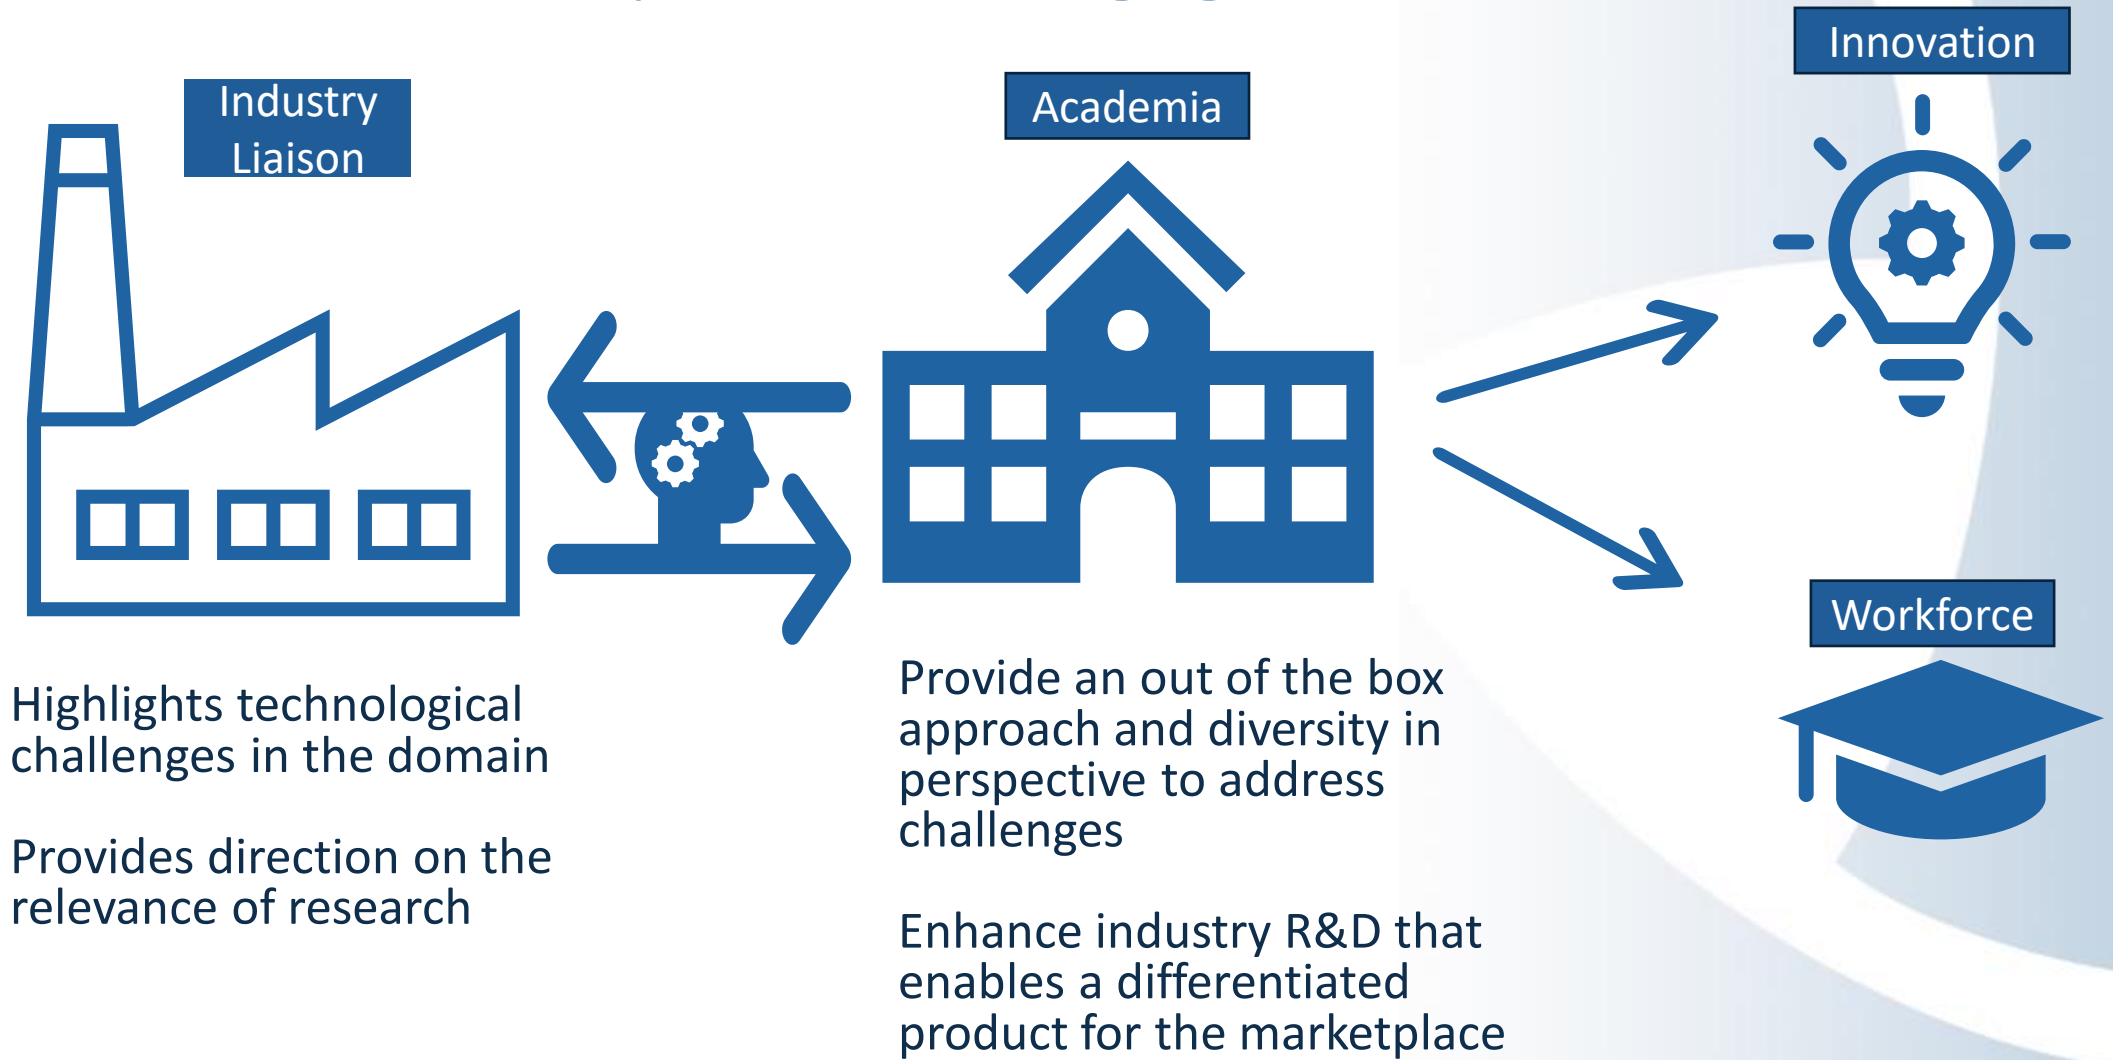 Industry
Liaison
Academia
Innovation
Workforce
Highlights technological
challenges in the domain
Provides direction on the
relevance of research
Provide an out of the box
approach and diversity in
perspective to address
challenges
Enhance industry R&D that
enables a differentiated
product for the marketplace